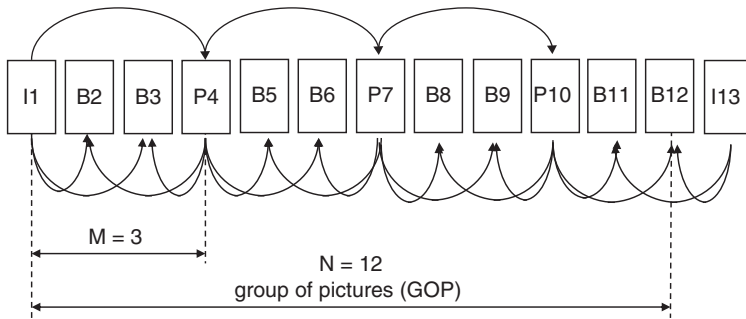 I1 B2 B3 P4 B5 B6 P7 B8 B9 P10 B11 B12 I13
M = 3
N = 12
group of pictures (GOP)